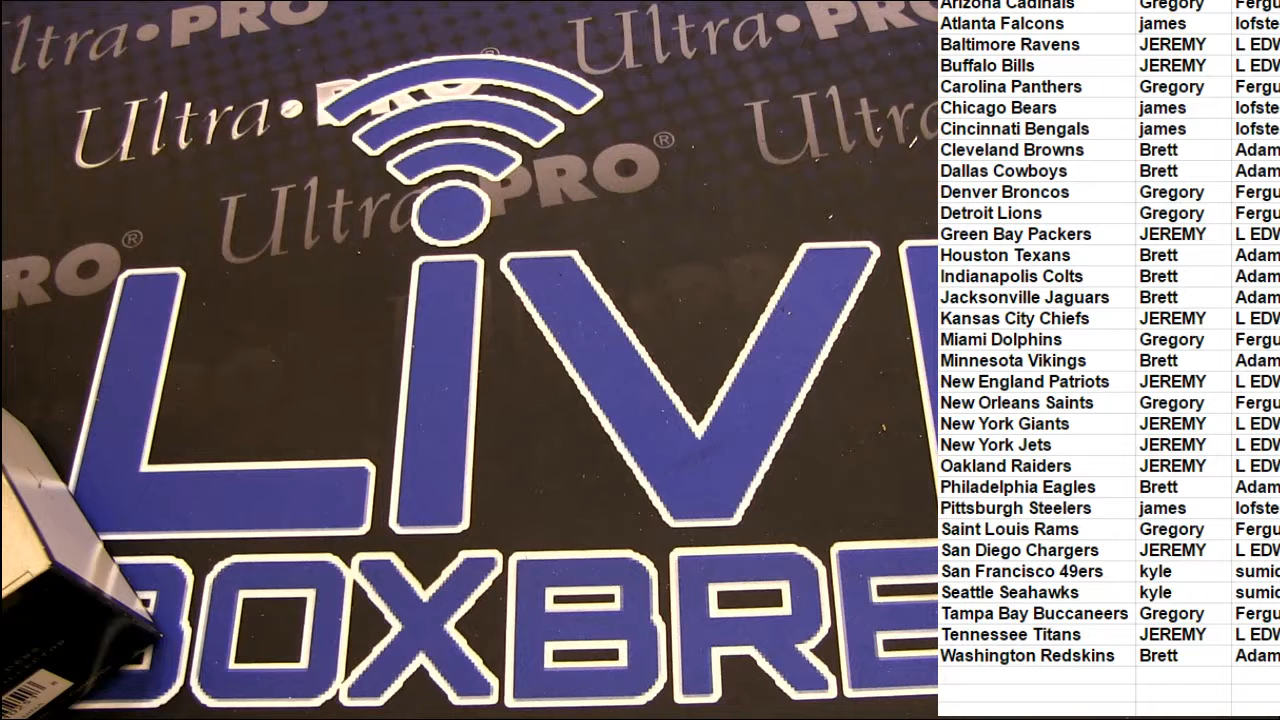 ltra•PRO
Ultra•PRO
Ultra•PRO®
Ultra
Ultra PRO®
PRO®
LiV
BOXBRE
Arizona Cadinals Gregory Fergu
Atlanta Falcons james lofste
Baltimore Ravens JEREMY L EDW
Buffalo Bills JEREMY L EDW
Carolina Panthers Gregory Fergu
Chicago Bears james lofste
Cincinnati Bengals james lofste
Cleveland Browns Brett Adam
Dallas Cowboys Brett Adam
Denver Broncos Gregory Fergu
Detroit Lions Gregory Fergu
Green Bay Packers JEREMY L EDW
Houston Texans Brett Adam
Indianapolis Colts Brett Adam
Jacksonville Jaguars Brett Adam
Kansas City Chiefs JEREMY L EDW
Miami Dolphins Gregory Fergu
Minnesota Vikings Brett Adam
New England Patriots JEREMY L EDW
New Orleans Saints Gregory Fergu
New York Giants JEREMY L EDW
New York Jets JEREMY L EDW
Oakland Raiders JEREMY L EDW
Philadelphia Eagles Brett Adam
Pittsburgh Steelers james lofste
Saint Louis Rams Gregory Fergu
San Diego Chargers JEREMY L EDW
San Francisco 49ers kyle sumic
Seattle Seahawks kyle sumic
Tampa Bay Buccaneers Gregory Fergu
Tennessee Titans JEREMY L EDW
Washington Redskins Brett Adam